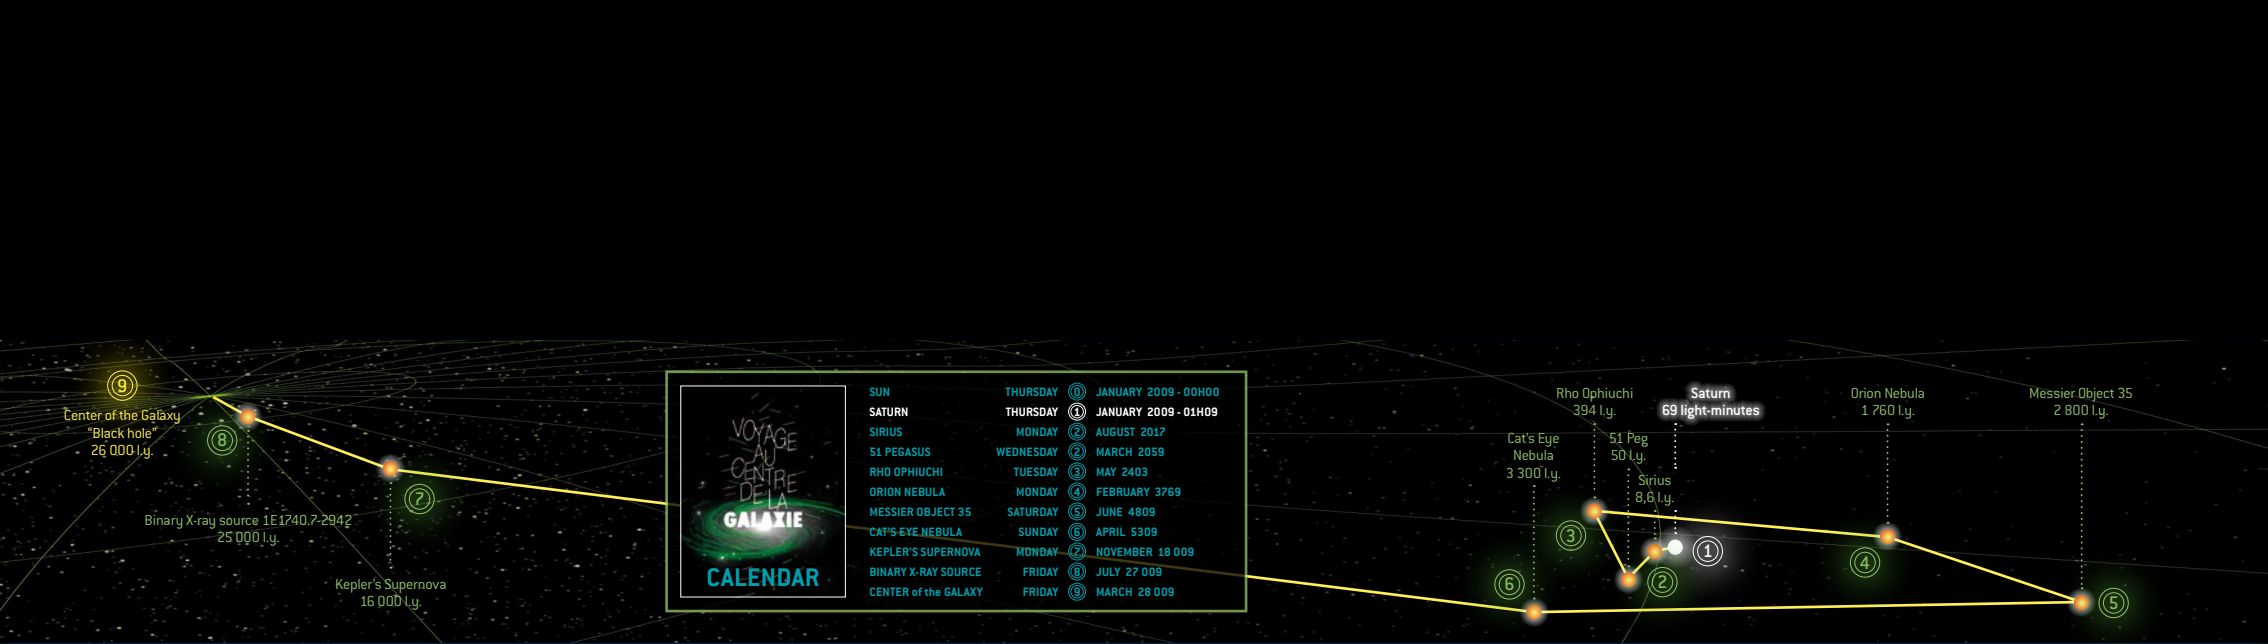 9
Center of the Galaxy
“Black hole”
26 000 l.y.
8
Binary X-ray source 1E1740.7-2942
25 000 l.y.
7
Kepler's Supernova
16 000 l.y.
VOYAGE
AU
CENTRE
DE LA
GALAXIE
CALENDAR
SUN THURSDAY 0 JANUARY 2009 - 00H00
SATURN THURSDAY 1 JANUARY 2009 - 01H09
SIRIUS MONDAY 2 AUGUST 2017
51 PEGASUS WEDNESDAY 2 MARCH 2059
RHO OPHIUCHI TUESDAY 3 MAY 2403
ORION NEBULA MONDAY 4 FEBRUARY 3769
MESSIER OBJECT 35 SATURDAY 5 JUNE 4809
CAT'S EYE NEBULA SUNDAY 6 APRIL 5309
KEPLER'S SUPERNOVA MONDAY 7 NOVEMBER 18 009
BINARY X-RAY SOURCE FRIDAY 8 JULY 27 009
CENTER of the GALAXY FRIDAY 9 MARCH 28 009
Cat's Eye
Nebula
3 300 l.y.
6
Rho Ophiuchi
394 l.y.
3
51 Peg
50 l.y.
Sirius
8,6 l.y.
2
Saturn
69 light-minutes
1
Orion Nebula
1 760 l.y.
4
Messier Object 35
2 800 l.y.
5